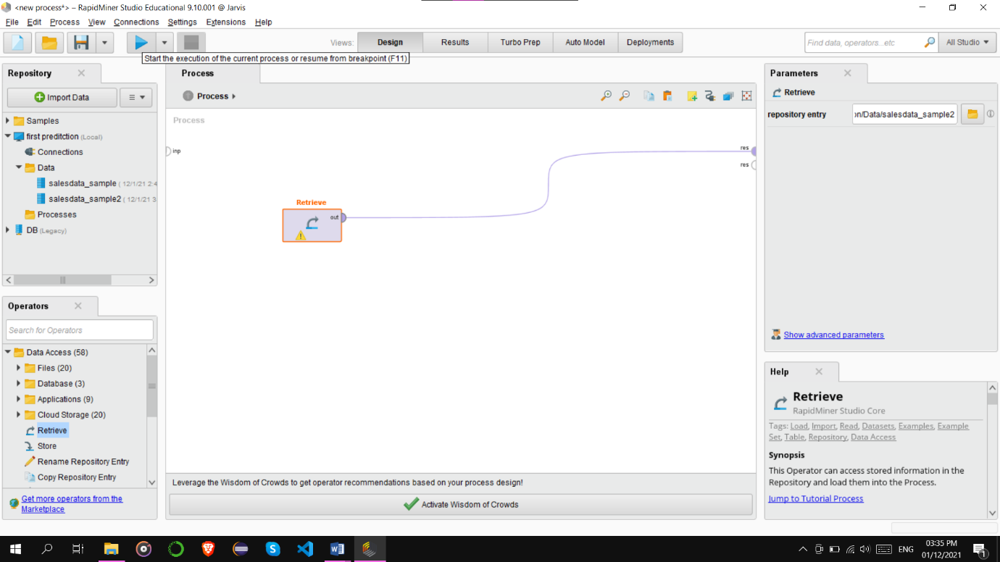 <new process*> – RapidMiner Studio Educational 9.10.001 @ Jarvis
File Edit Process View Connections Settings Extensions Help
Views: Design Results Turbo Prep Auto Model Deployments
Find data, operators...etc
All Studio
Start the execution of the current process or resume from breakpoint (F11)
Repository
Import Data
Samples
first preditction (Local)
Connections
Data
salesdata_sample ( 12/1/21 2:4
salesdata_sample2 ( 12/1/21 3
Processes
DB (Legacy)
Operators
Search for Operators
Data Access (58)
Files (20)
Database (3)
Applications (9)
Cloud Storage (20)
Retrieve
Store
Rename Repository Entry
Copy Repository Entry
Get more operators from the
Marketplace
Process
Process
Process
inp
res
res
Retrieve
out
Leverage the Wisdom of Crowds to get operator recommendations based on your process design!
Activate Wisdom of Crowds
Parameters
Retrieve
repository entry
on/Data/salesdata_sample2
Show advanced parameters
Help
Retrieve
RapidMiner Studio Core
Tags: Load, Import, Read, Datasets, Examples, Example
Set, Table, Repository, Data Access
Synopsis
This Operator can access stored information in the
Repository and load them into the Process.
Jump to Tutorial Process
ENG
03:35 PM
01/12/2021
1